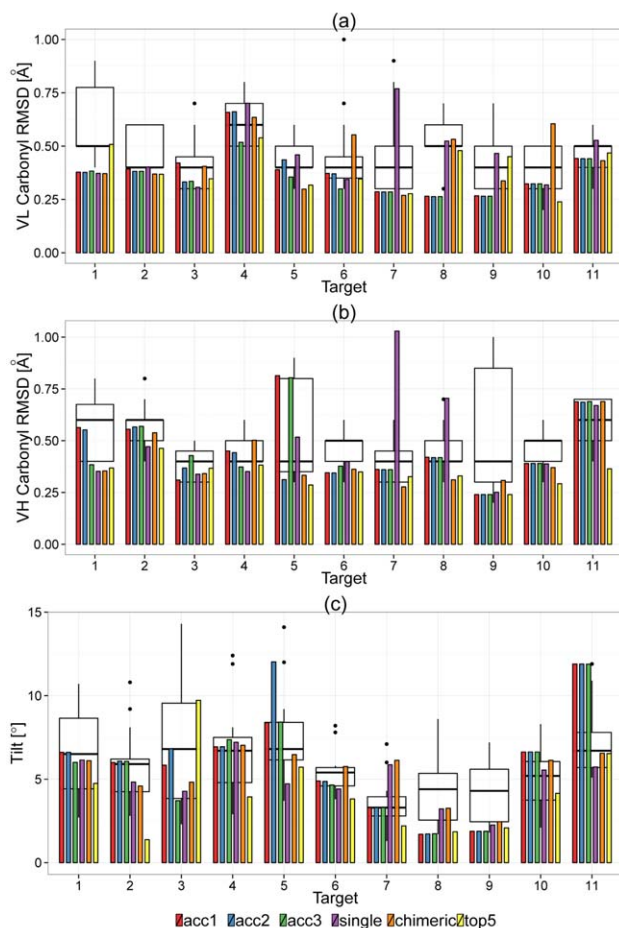 (a)
VL Carbonyl RMSD [Å]
1.00
0.75
0.50
0.25
0.00
1 2 3 4 5 6 7 8 9 10 11
Target
(b)
VH Carbonyl RMSD [Å]
1.00
0.75
0.50
0.25
0.00
1 2 3 4 5 6 7 8 9 10 11
Target
(c)
Tilt [°]
15
10
5
0
1 2 3 4 5 6 7 8 9 10 11
Target
acc1 acc2 acc3 single chimeric top5